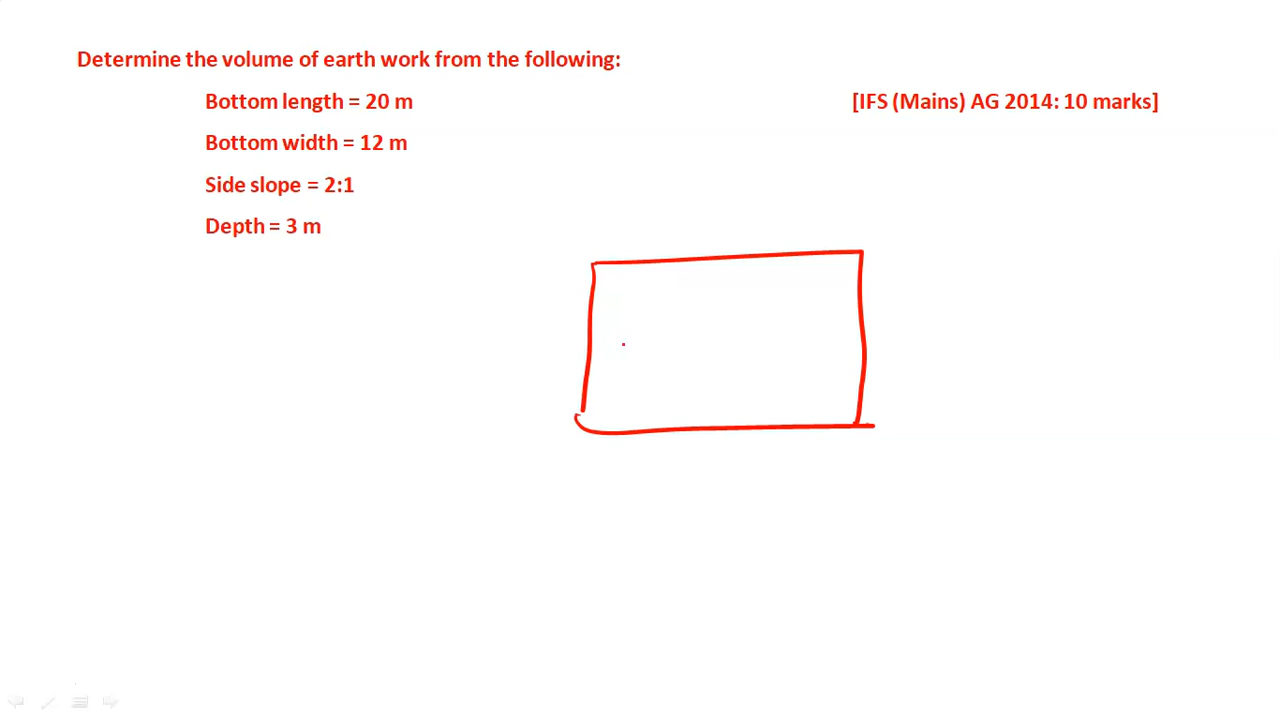 Determine the volume of earth work from the following:
Bottom length = 20 m
[IFS (Mains) AG 2014: 10 marks]
Bottom width = 12 m
Side slope = 2:1
Depth = 3 m